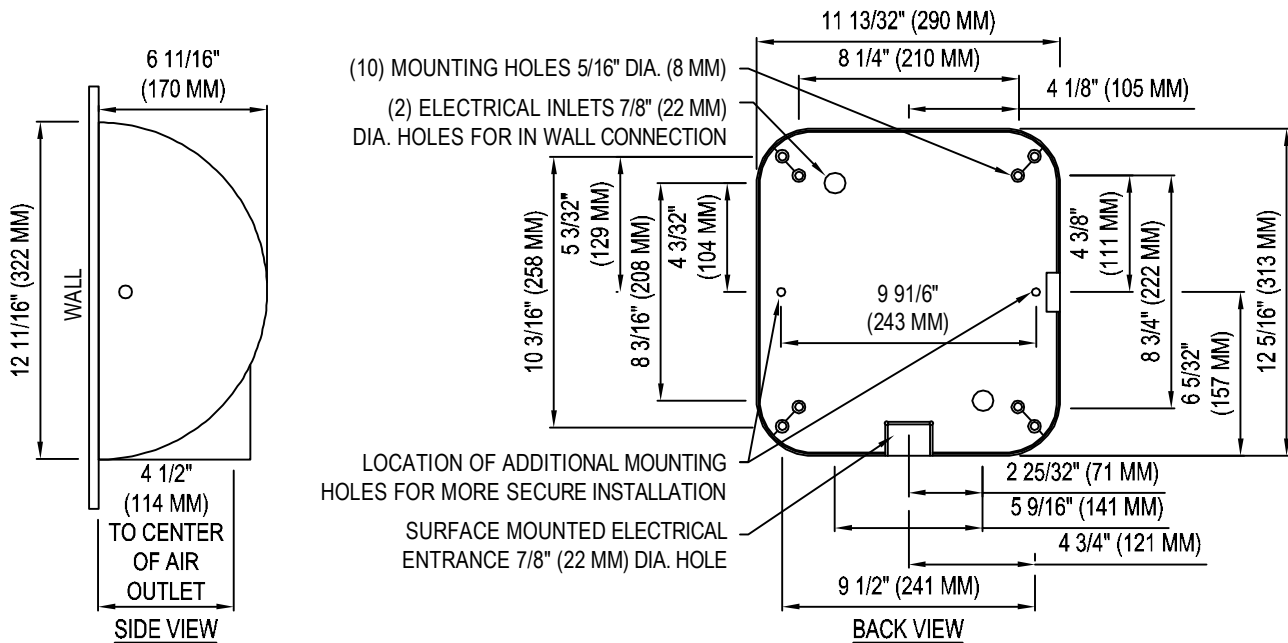 6 11/16"
(170 MM)
12 11/16" (322 MM)
WALL
4 1/2"
(114 MM)
TO CENTER
OF AIR
OUTLET
SIDE VIEW
(10) MOUNTING HOLES 5/16" DIA. (8 MM)
(2) ELECTRICAL INLETS 7/8" (22 MM)
DIA. HOLES FOR IN WALL CONNECTION
11 13/32" (290 MM)
8 1/4" (210 MM)
4 1/8" (105 MM)
10 3/16" (258 MM)
5 3/32"
(129 MM)
8 3/16" (208 MM)
4 3/32"
(104 MM)
9 91/6"
(243 MM)
4 3/8"
(111 MM)
8 3/4" (222 MM)
6 5/32"
(157 MM)
12 5/16" (313 MM)
LOCATION OF ADDITIONAL MOUNTING
HOLES FOR MORE SECURE INSTALLATION
SURFACE MOUNTED ELECTRICAL
ENTRANCE 7/8" (22 MM) DIA. HOLE
2 25/32" (71 MM)
5 9/16" (141 MM)
4 3/4" (121 MM)
9 1/2" (241 MM)
BACK VIEW